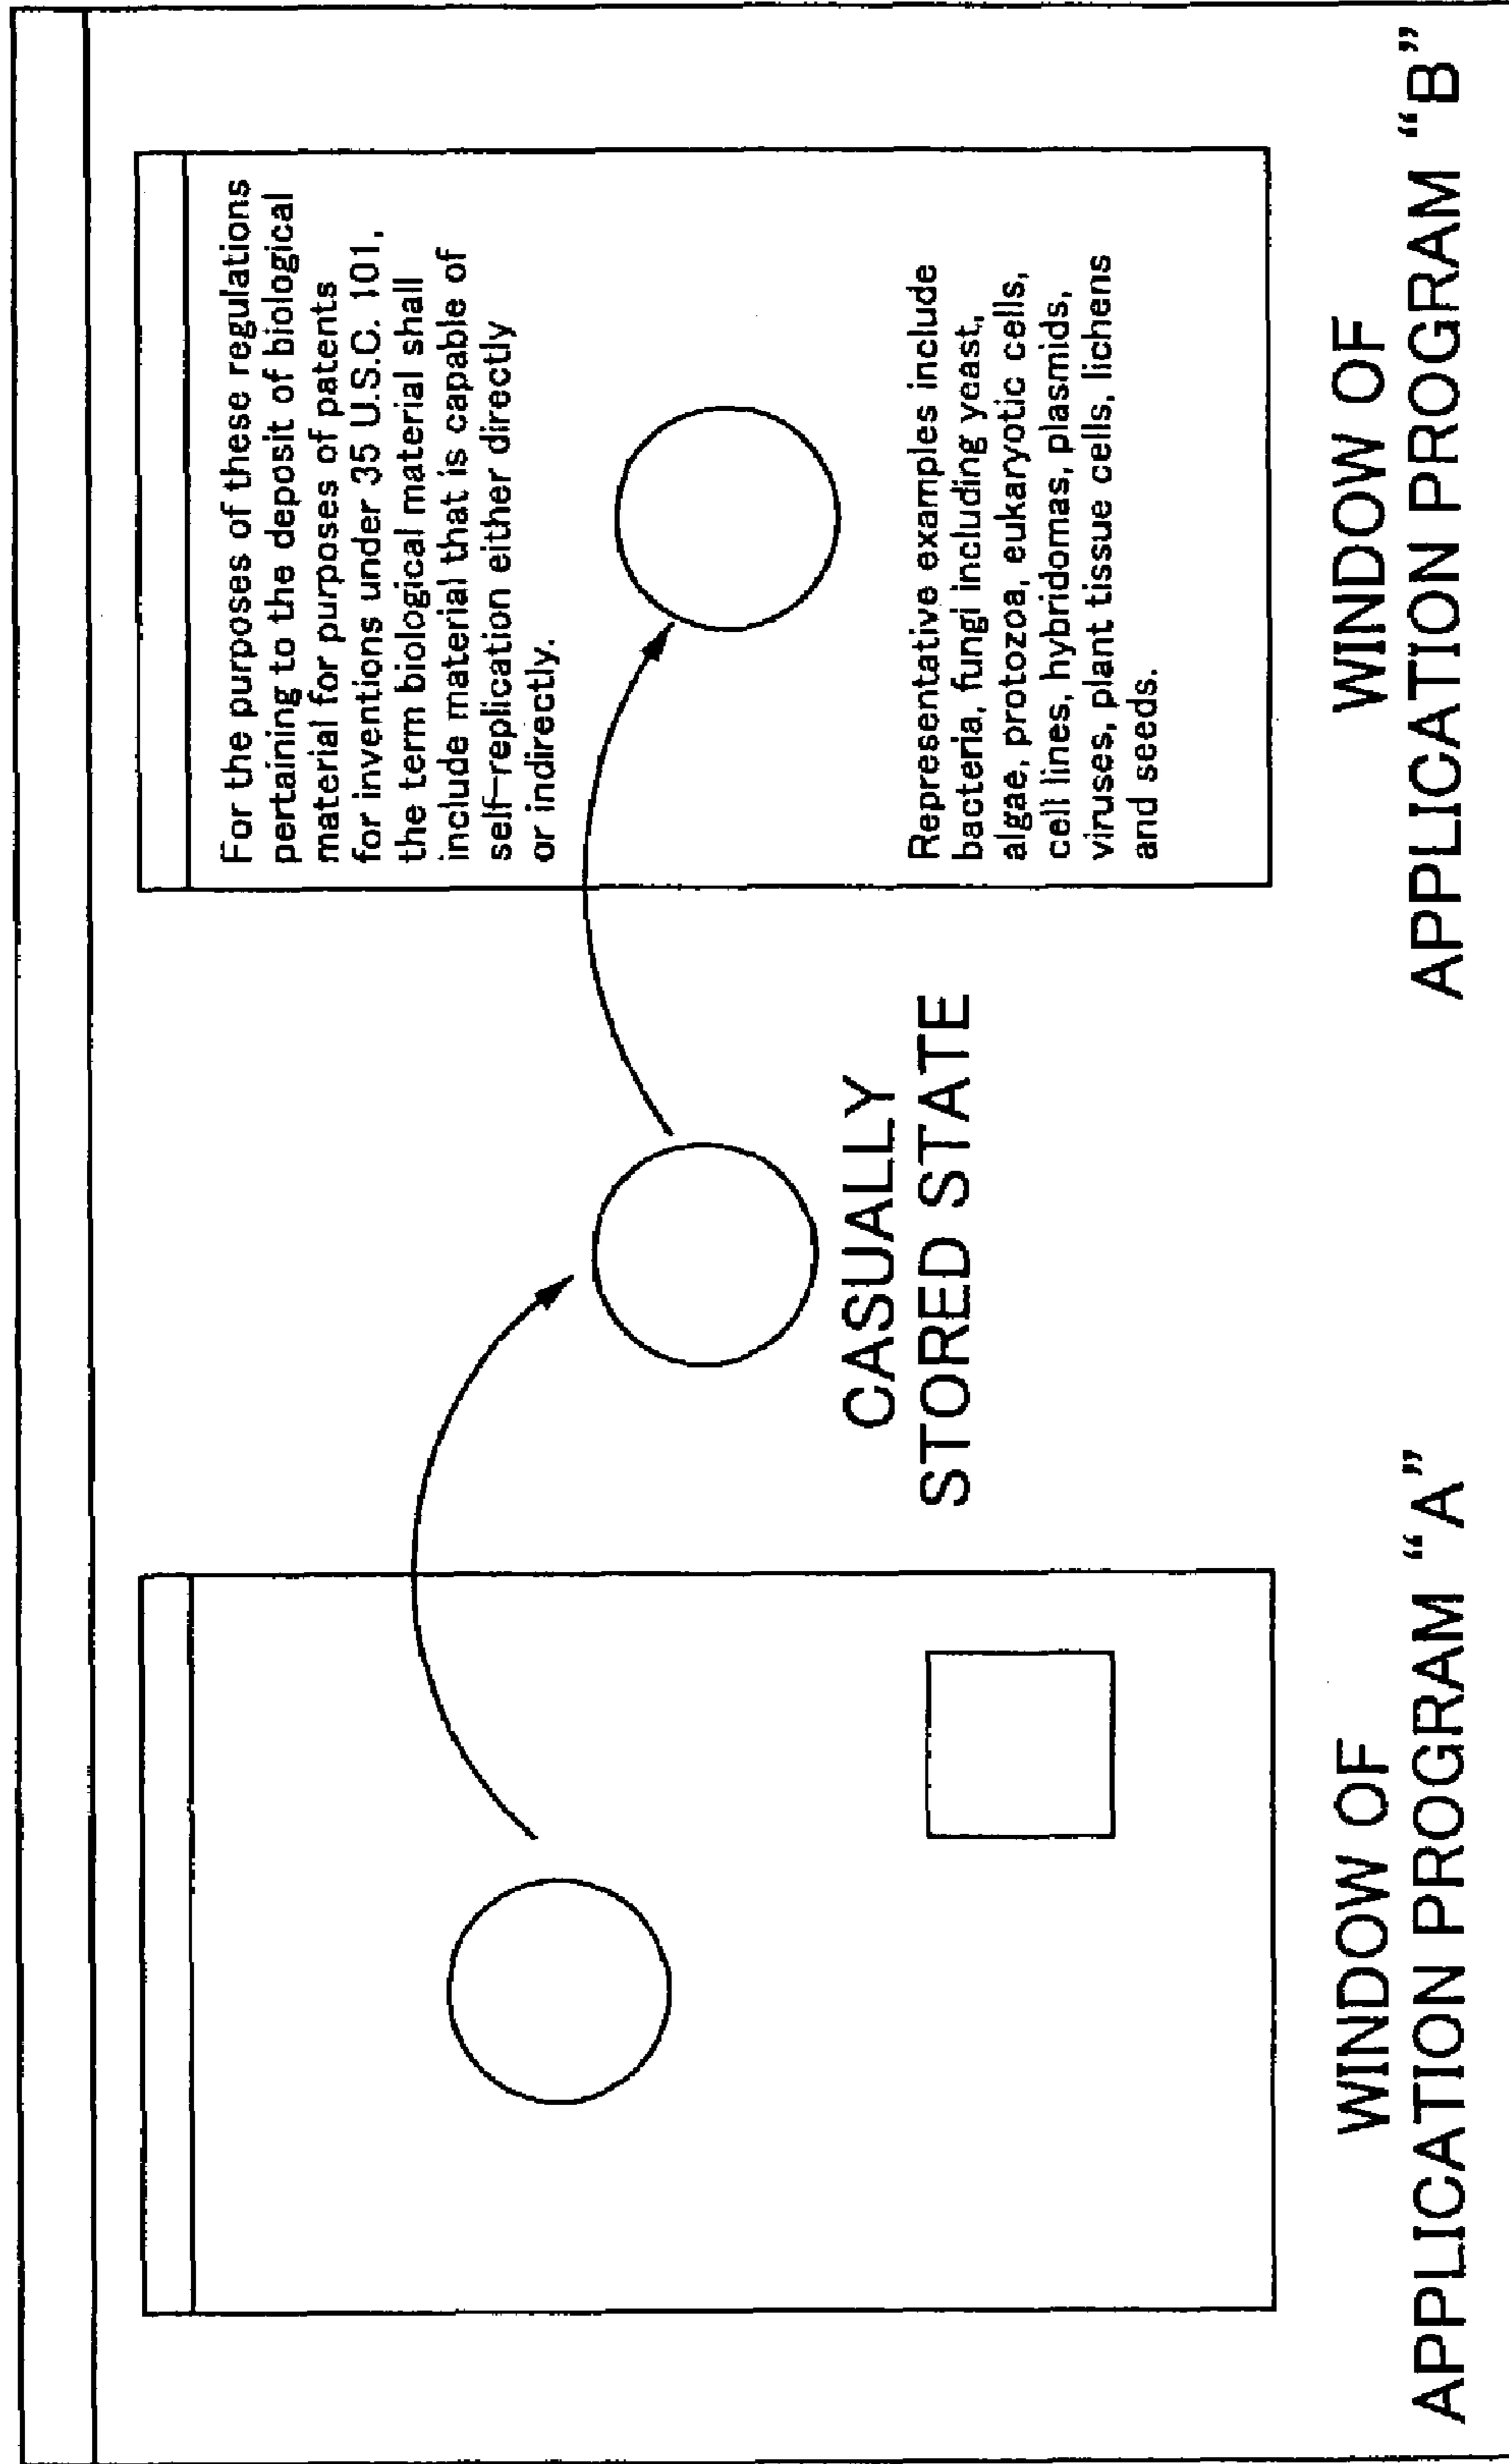 For the purposes of these regulations
pertaining to the deposit of biological
material for purposes of patents
for inventions under 35 U.S.C. 101,
the term biological material shall
include material that is capable of
self-replication either directly
or indirectly.
Representative examples include
bacteria, fungi including yeast,
algae, protozoa, eukaryotic cells,
cell lines, hybridomas, plasmids,
viruses, plant tissue cells, lichens
and seeds.
CASUALLY
STORED STATE
WINDOW OF
APPLICATION PROGRAM “A”
WINDOW OF
APPLICATION PROGRAM “B”